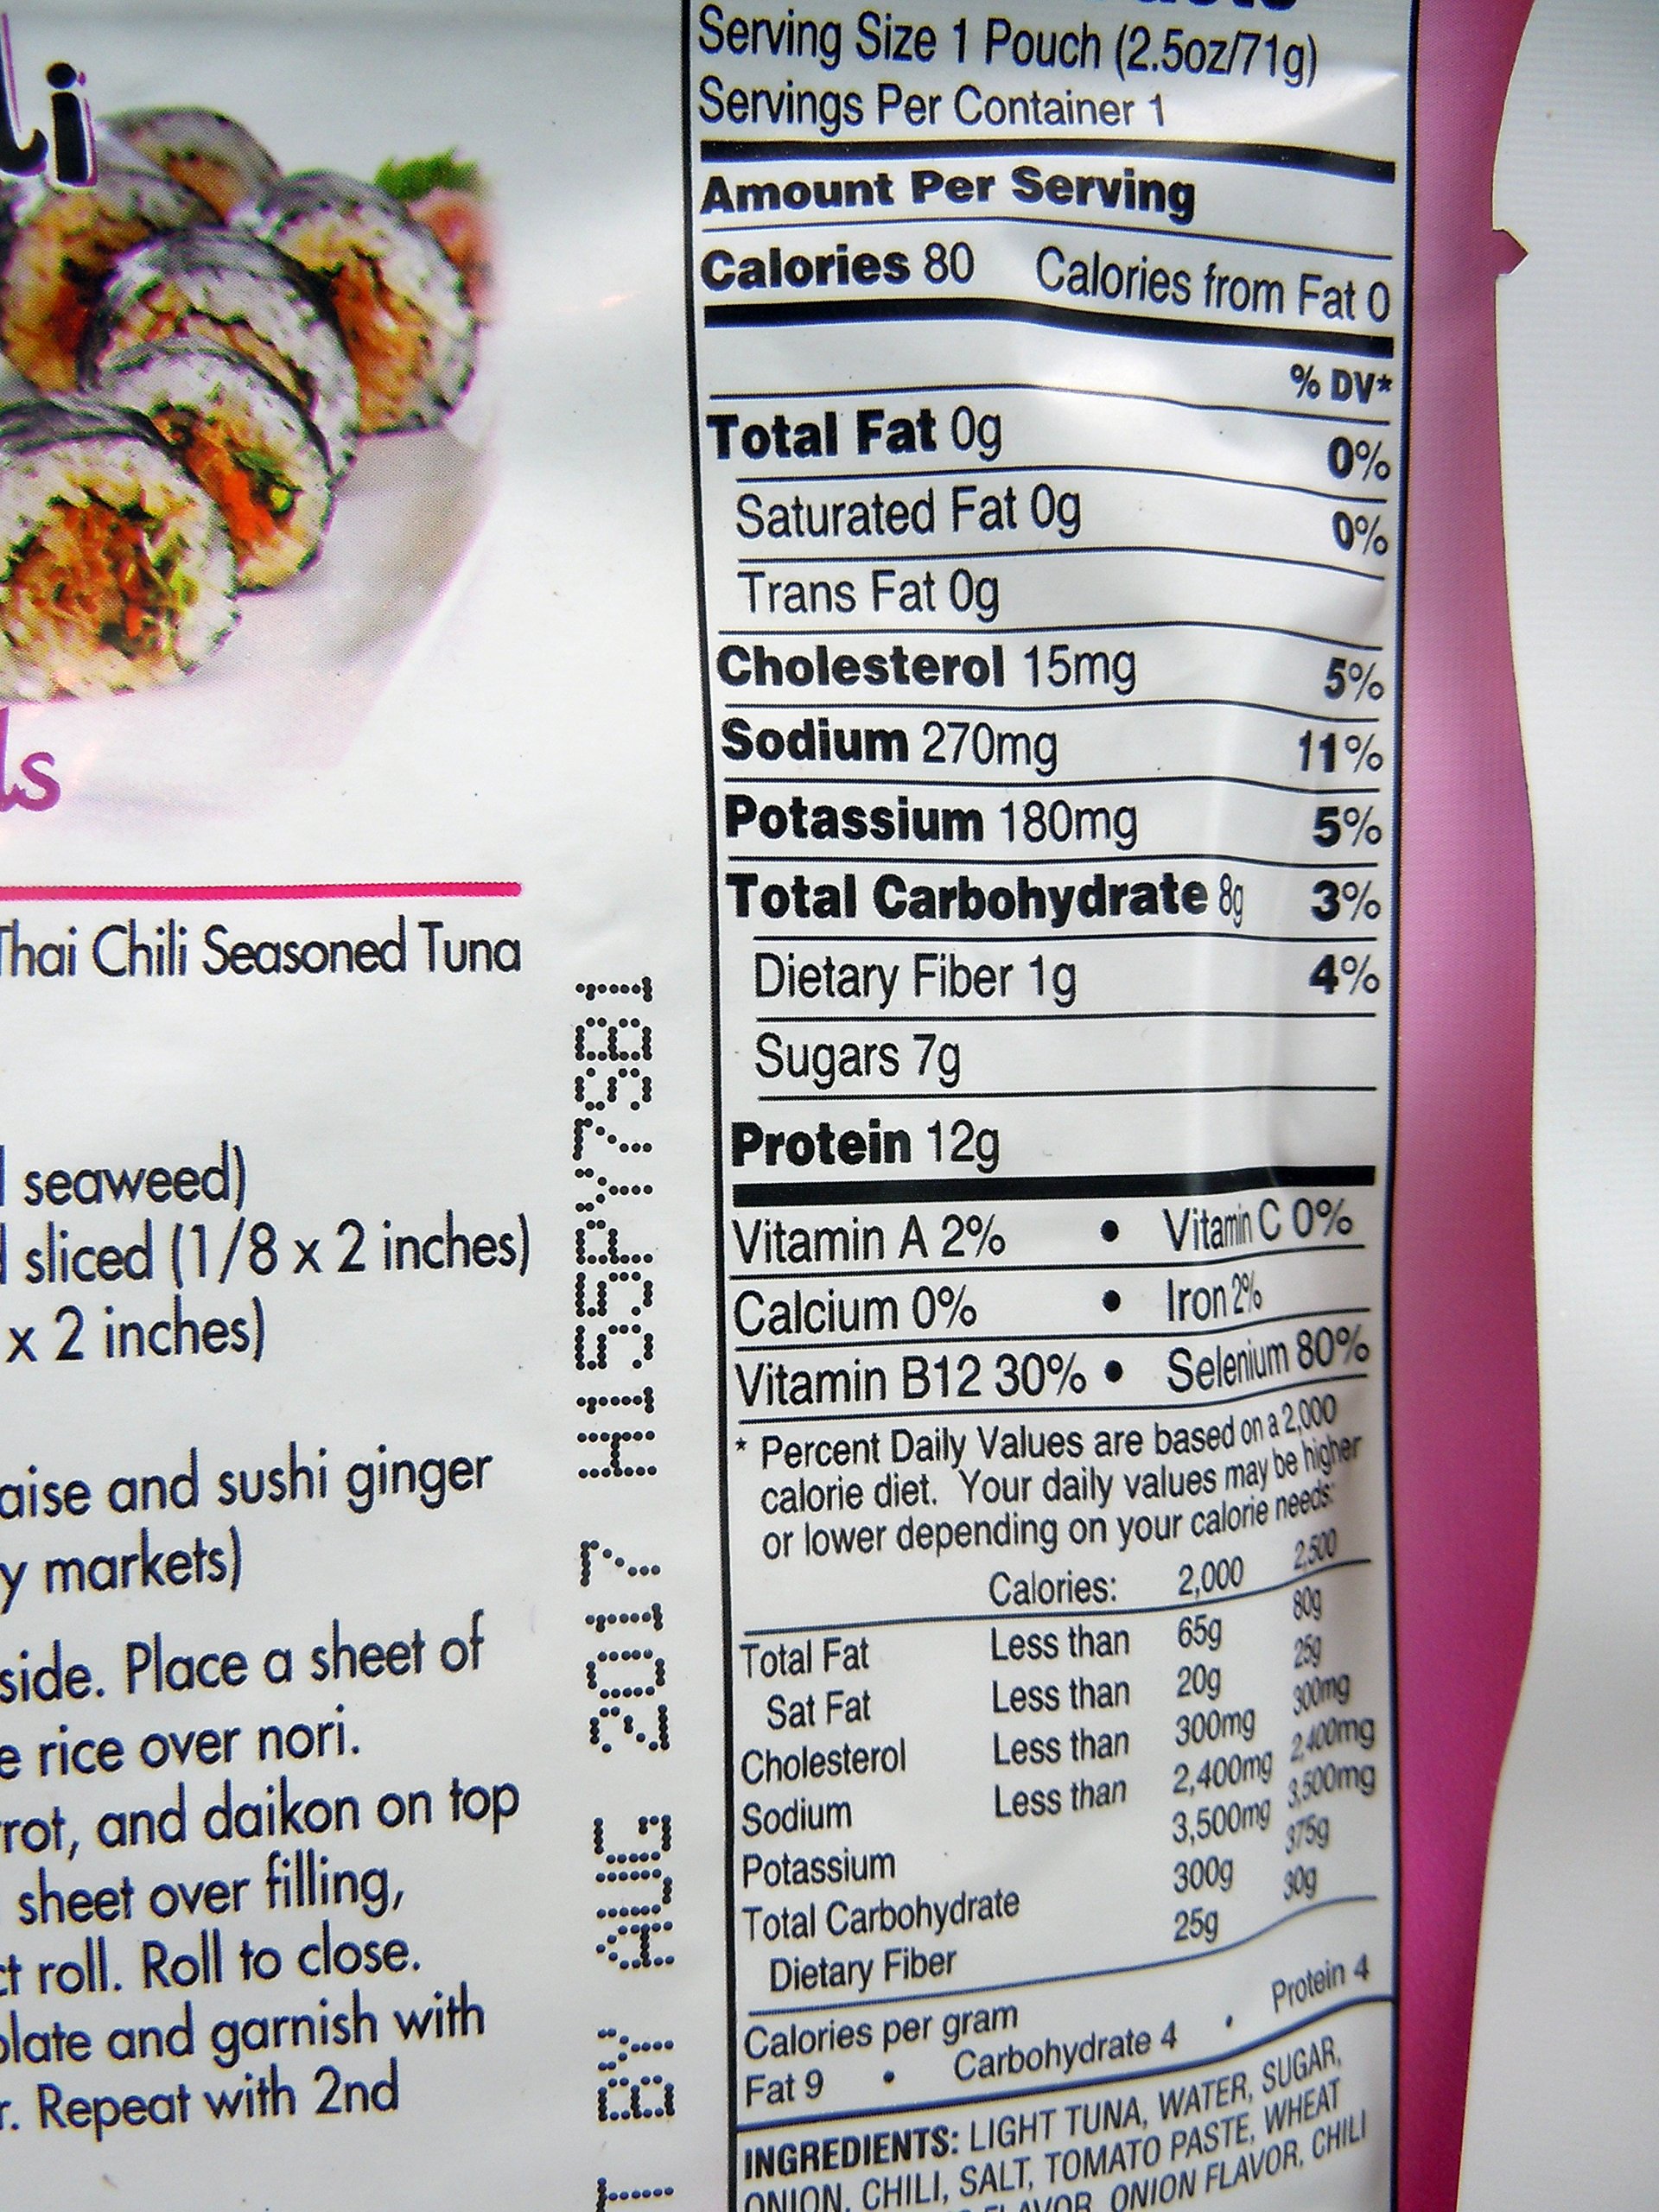 li
ls
Thai Chili Seasoned Tuna
seaweed)
sliced (1/8 x 2 inches)
x 2 inches)
aise and sushi ginger
y markets)
side. Place a sheet of
e rice over nori.
rot, and daikon on top
sheet over filling,
ct roll. Roll to close.
plate and garnish with
r. Repeat with 2nd
T BY AUG 2017 H155PY7SB1
Serving Size 1 Pouch (2.5oz/71g)
Servings Per Container 1
Amount Per Serving
Calories 80 Calories from Fat 0
% DV*
Total Fat 0g 0%
Saturated Fat 0g 0%
Trans Fat 0g
Cholesterol 15mg 5%
Sodium 270mg 11%
Potassium 180mg 5%
Total Carbohydrate 8g 3%
Dietary Fiber 1g 4%
Sugars 7g
Protein 12g
Vitamin A 2% • Vitamin C 0%
Calcium 0% • Iron 2%
Vitamin B12 30% • Selenium 80%
* Percent Daily Values are based on a 2,000
calorie diet. Your daily values may be higher
or lower depending on your calorie needs:
Calories: 2,000 2,500
Total Fat Less than 65g 80g
Sat Fat Less than 20g 25g
Cholesterol Less than 300mg 300mg
Sodium Less than 2,400mg 2,400mg
Potassium 3,500mg 3,500mg
Total Carbohydrate 300g 375g
Dietary Fiber 25g 30g
Calories per gram
Fat 9 • Carbohydrate 4 • Protein 4
INGREDIENTS: LIGHT TUNA, WATER, SUGAR,
ONION, CHILI, SALT, TOMATO PASTE, WHEAT
FLAVOR, ONION FLAVOR, CHILI